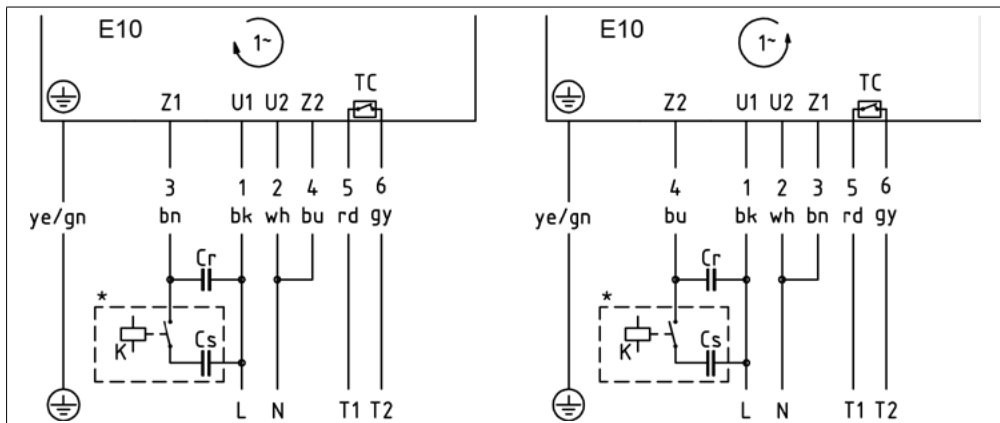 E10 1~ TC
Z1 U1 U2 Z2
3 1 2 4 5 6
ye/gn bn bk wh bu rd gy
Cr
*
K Cs
L N T1 T2
E10 1~ TC
Z2 U1 U2 Z1
4 1 2 3 5 6
ye/gn bu bk wh bn rd gy
Cr
*
K Cs
L N T1 T2